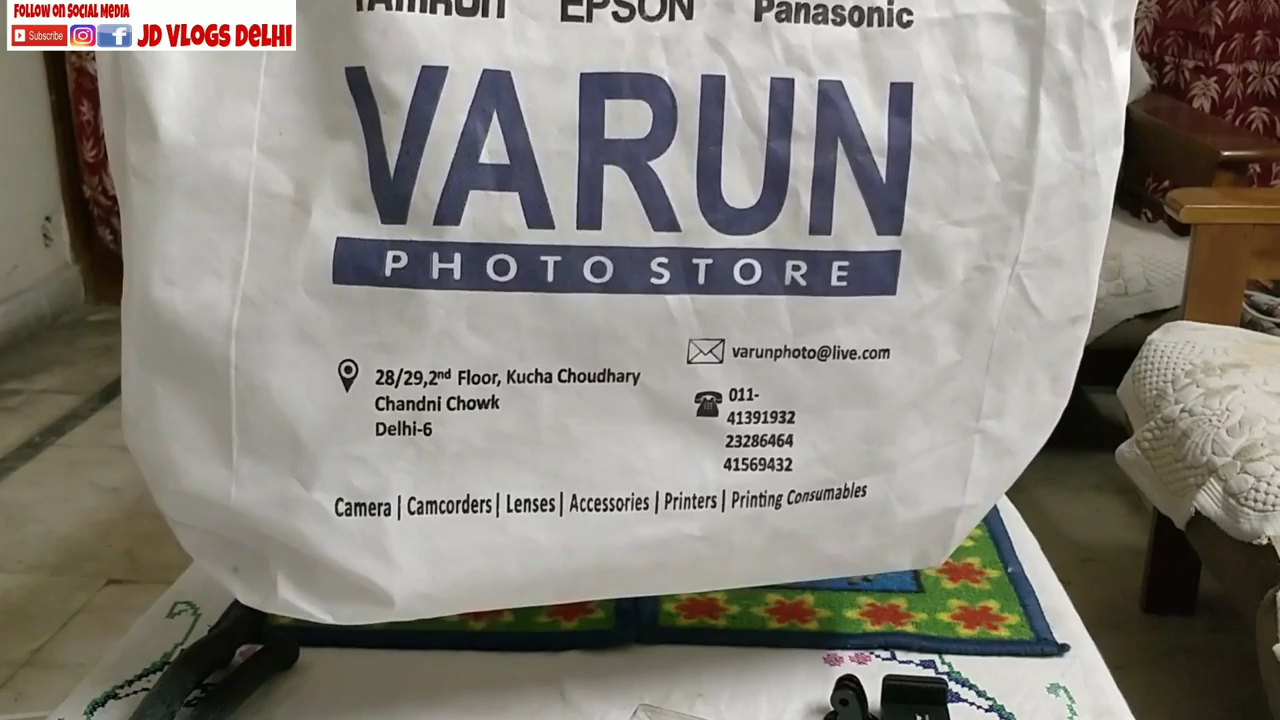 FOLLOW ON SOCIAL MEDIA
Subscribe
JD VLOGS DELHI
TAMRON EPSON Panasonic
VARUN
PHOTO STORE
28/29,2nd Floor, Kucha Choudhary
Chandni Chowk
Delhi-6
varunphoto@live.com
011-
41391932
23286464
41569432
Camera | Camcorders | Lenses | Accessories | Printers | Printing Consumables